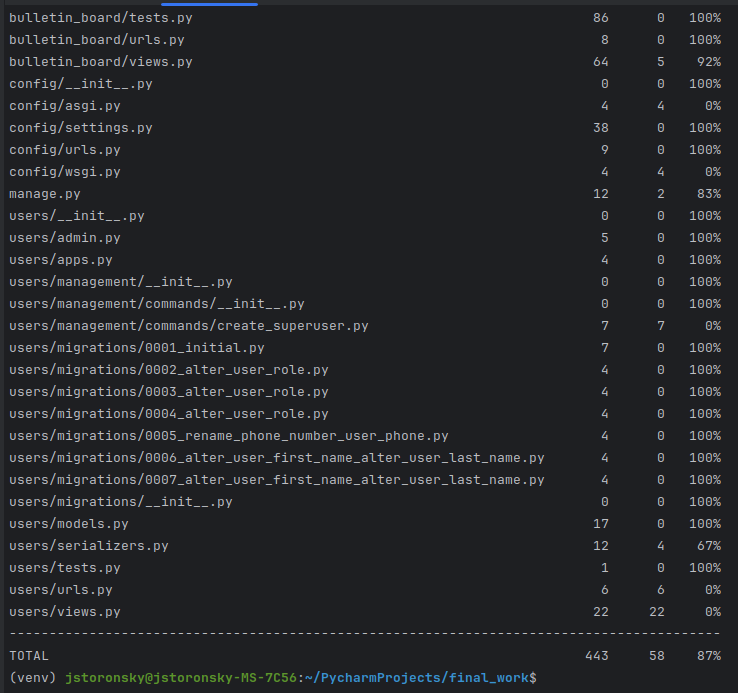 bulletin_board/tests.py 86 0 100%
bulletin_board/urls.py 8 0 100%
bulletin_board/views.py 64 5 92%
config/__init__.py 0 0 100%
config/asgi.py 4 4 0%
config/settings.py 38 0 100%
config/urls.py 9 0 100%
config/wsgi.py 4 4 0%
manage.py 12 2 83%
users/__init__.py 0 0 100%
users/admin.py 5 0 100%
users/apps.py 4 0 100%
users/management/__init__.py 0 0 100%
users/management/commands/__init__.py 0 0 100%
users/management/commands/create_superuser.py 7 7 0%
users/migrations/0001_initial.py 7 0 100%
users/migrations/0002_alter_user_role.py 4 0 100%
users/migrations/0003_alter_user_role.py 4 0 100%
users/migrations/0004_alter_user_role.py 4 0 100%
users/migrations/0005_rename_phone_number_user_phone.py 4 0 100%
users/migrations/0006_alter_user_first_name_alter_user_last_name.py 4 0 100%
users/migrations/0007_alter_user_first_name_alter_user_last_name.py 4 0 100%
users/migrations/__init__.py 0 0 100%
users/models.py 17 0 100%
users/serializers.py 12 4 67%
users/tests.py 1 0 100%
users/urls.py 6 6 0%
users/views.py 22 22 0%
-----------------------------------------------------------------------------------------
TOTAL 443 58 87%
(venv) jstoronsky@jstoronsky-MS-7C56:~/PycharmProjects/final_work$